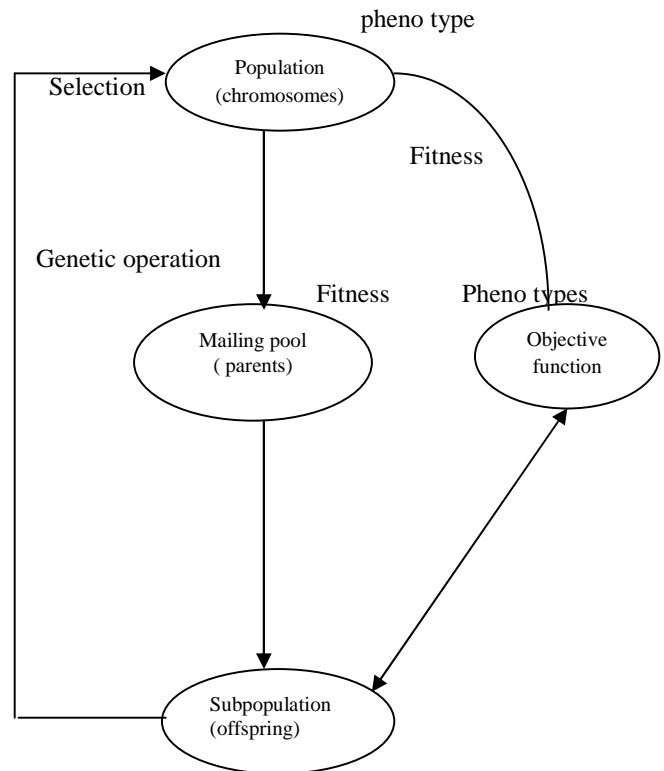 pheno type
Population
(chromosomes)
Selection
Fitness
Genetic operation
Fitness
Pheno types
Mailing pool
( parents)
Objective
function
Subpopulation
(offspring)